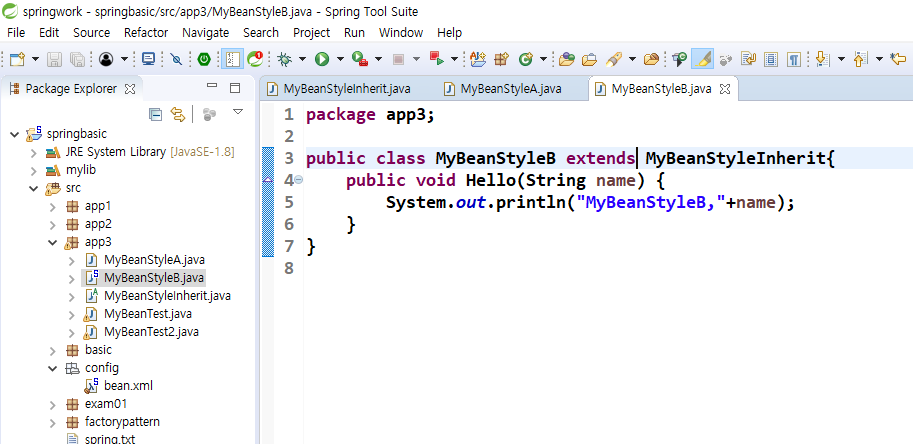 springwork - springbasic/src/app3/MyBeanStyleB.java - Spring Tool Suite
File Edit Source Refactor Navigate Search Project Run Window Help
Package Explorer
MyBeanStyleInherit.java MyBeanStyleA.java MyBeanStyleB.java
springbasic
JRE System Library [JavaSE-1.8]
mylib
src
app1
app2
app3
MyBeanStyleA.java
MyBeanStyleB.java
MyBeanStyleInherit.java
MyBeanTest.java
MyBeanTest2.java
basic
config
bean.xml
exam01
factorypattern
spring.txt
1 package app3;
2
3 public class MyBeanStyleB extends MyBeanStyleInherit{
4 public void Hello(String name) {
5 System.out.println("MyBeanStyleB,"+name);
6 }
7 }
8